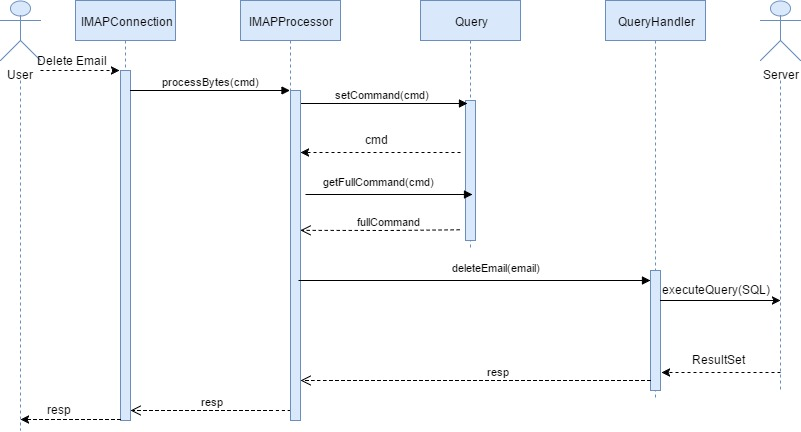 IMAPConnection
IMAPProcessor
Query
QueryHandler
User
Server
Delete Email
processBytes(cmd)
setCommand(cmd)
cmd
getFullCommand(cmd)
fullCommand
deleteEmail(email)
executeQuery(SQL)
ResultSet
resp
resp
resp